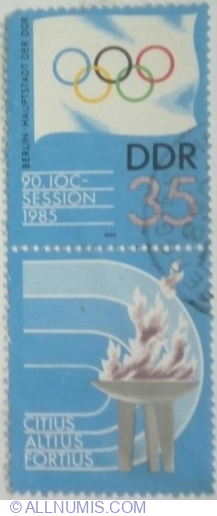 BERLIN · HAUPTSTADT DER DDR
DDR
35
90. IOC-
SESSION
1985
CITIUS
ALTIUS
FORTIUS
© ALLNUMIS.COM